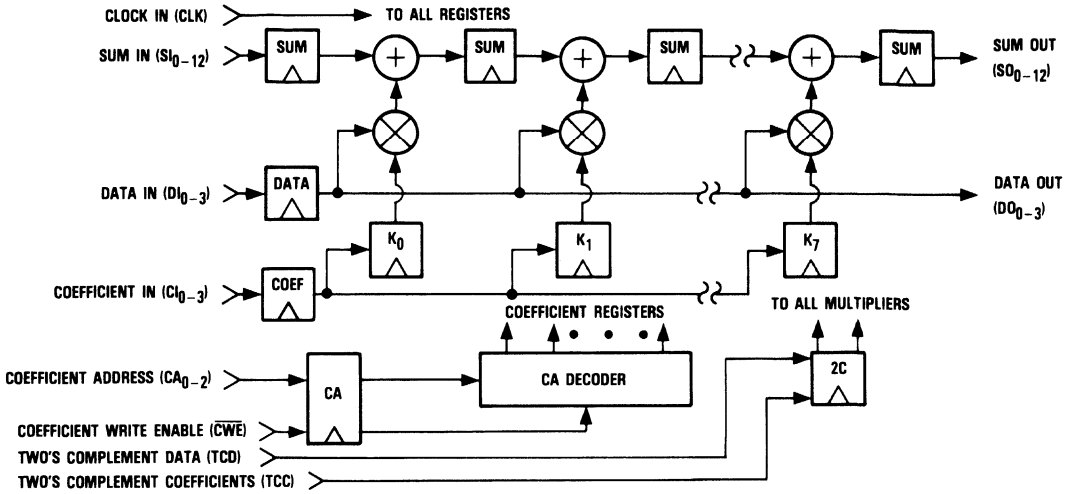 CLOCK IN (CLK)
TO ALL REGISTERS
SUM IN (SI0–12)
SUM
+
SUM
+
SUM
+
SUM
SUM OUT
(SO0–12)
DATA IN (DI0–3)
DATA
DATA OUT
(DO0–3)
K0
K1
K7
COEFFICIENT IN (CI0–3)
COEF
COEFFICIENT REGISTERS
TO ALL MULTIPLIERS
COEFFICIENT ADDRESS (CA0–2)
CA
CA DECODER
2C
COEFFICIENT WRITE ENABLE (C̅W̅E̅)
TWO'S COMPLEMENT DATA (TCD)
TWO'S COMPLEMENT COEFFICIENTS (TCC)